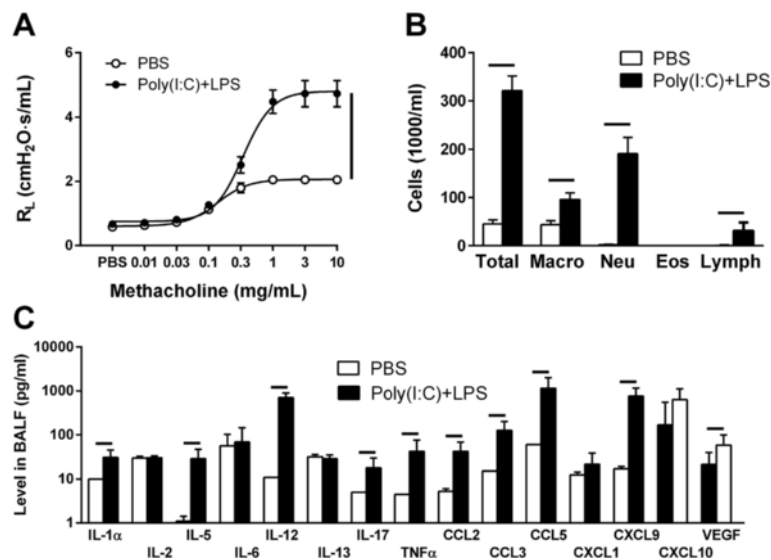 A
PBS
Poly(I:C)+LPS
R_L (cmH₂O·s/mL)
6
4
2
0
PBS 0.01 0.03 0.1 0.3 1 3 10
Methacholine (mg/mL)
B
PBS
Poly(I:C)+LPS
Cells (1000/ml)
400
300
200
100
0
Total Macro Neu Eos Lymph
C
PBS
Poly(I:C)+LPS
Level in BALF (pg/ml)
10000
1000
100
10
1
IL-1α IL-5 IL-12 IL-17 CCL2 CCL5 CXCL9 VEGF
IL-2 IL-6 IL-13 TNFα CCL3 CXCL1 CXCL10